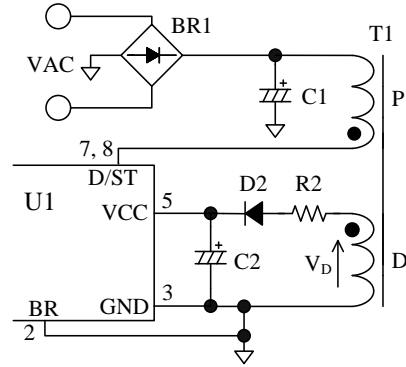 BR1
T1
VAC
C1
P
7, 8
D/ST
U1
VCC
5
D2
R2
C2
V_D
D
BR
GND
3
2